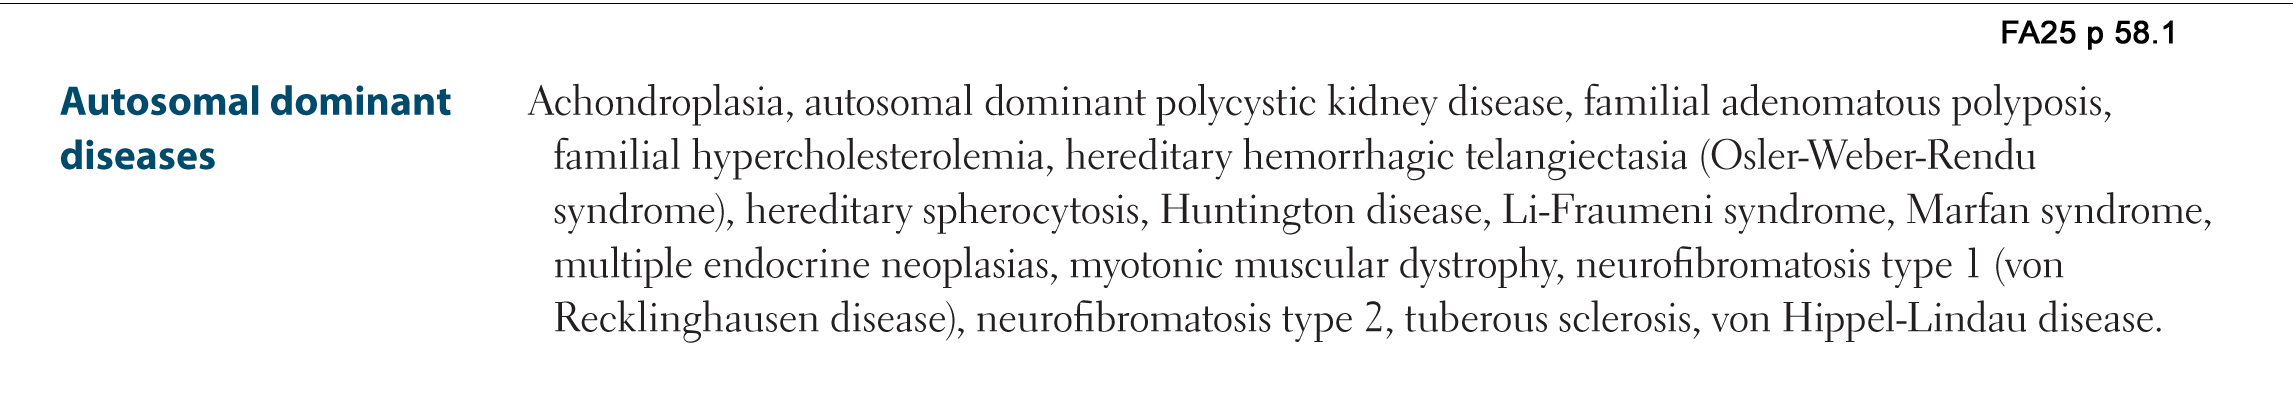 FA25 p 58.1
Autosomal dominant
diseases
Achondroplasia, autosomal dominant polycystic kidney disease, familial adenomatous polyposis,
familial hypercholesterolemia, hereditary hemorrhagic telangiectasia (Osler-Weber-Rendu
syndrome), hereditary spherocytosis, Huntington disease, Li-Fraumeni syndrome, Marfan syndrome,
multiple endocrine neoplasias, myotonic muscular dystrophy, neurofibromatosis type 1 (von
Recklinghausen disease), neurofibromatosis type 2, tuberous sclerosis, von Hippel-Lindau disease.